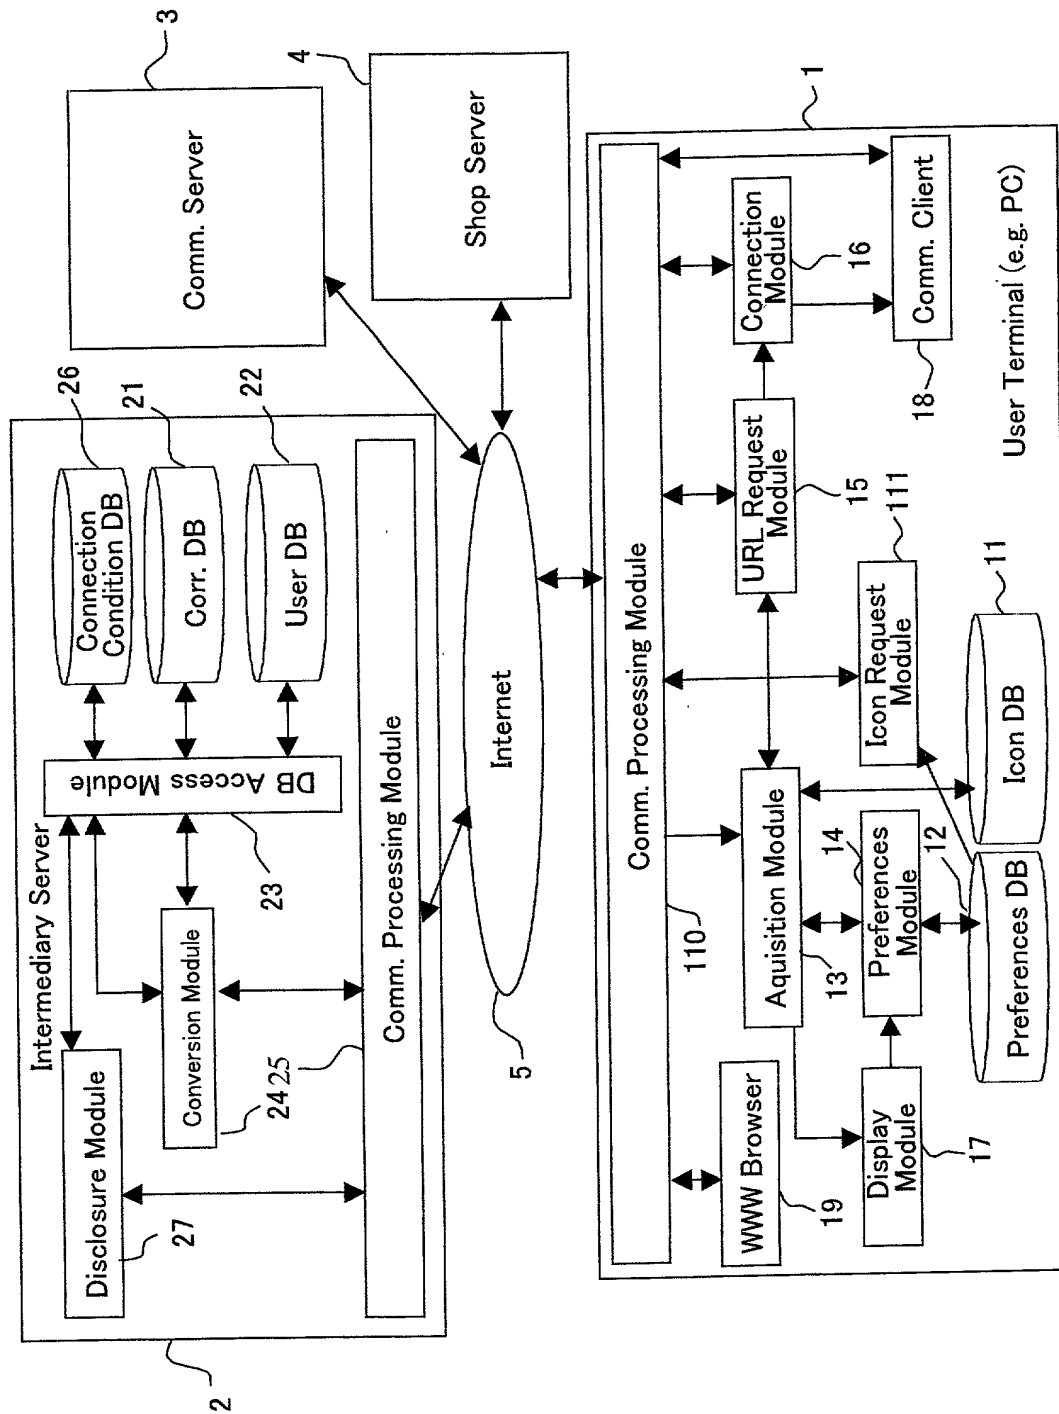 2
Intermediary Server
Disclosure Module
27
Conversion Module
24
25
DB Access Module
23
Connection
Condition DB
26
Corr. DB
21
User DB
22
Comm. Processing Module
Comm. Server
3
Shop Server
4
Internet
5
Comm. Processing Module
110
1
WWW Browser
19
Display
Module
17
Aquisition Module
13
Preferences
Module
14
Preferences DB
12
Icon DB
11
Icon Request
Module
111
URL Request
Module
15
Connection
Module
16
Comm. Client
18
User Terminal (e.g. PC)